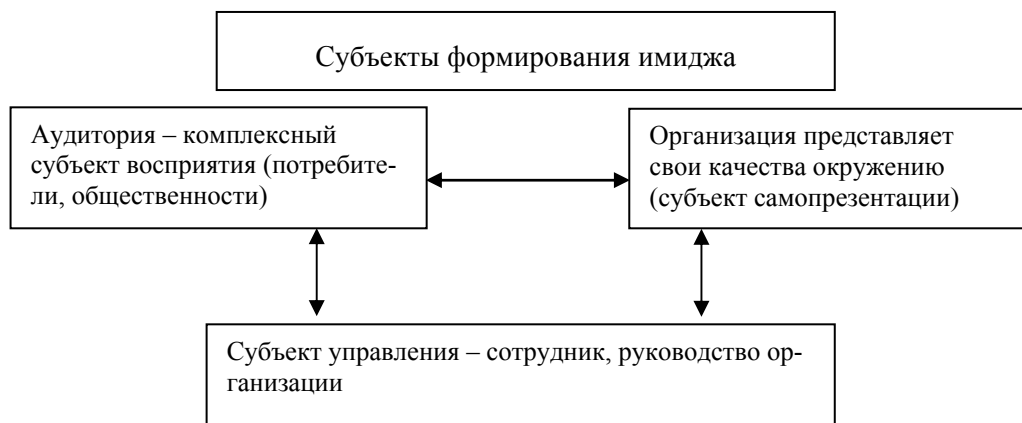 Субъекты формирования имиджа
Аудитория – комплексный
субъект восприятия (потребите-
ли, общественности)
Организация представляет
свои качества окружению
(субъект самопрезентации)
Субъект управления – сотрудник, руководство ор-
ганизации